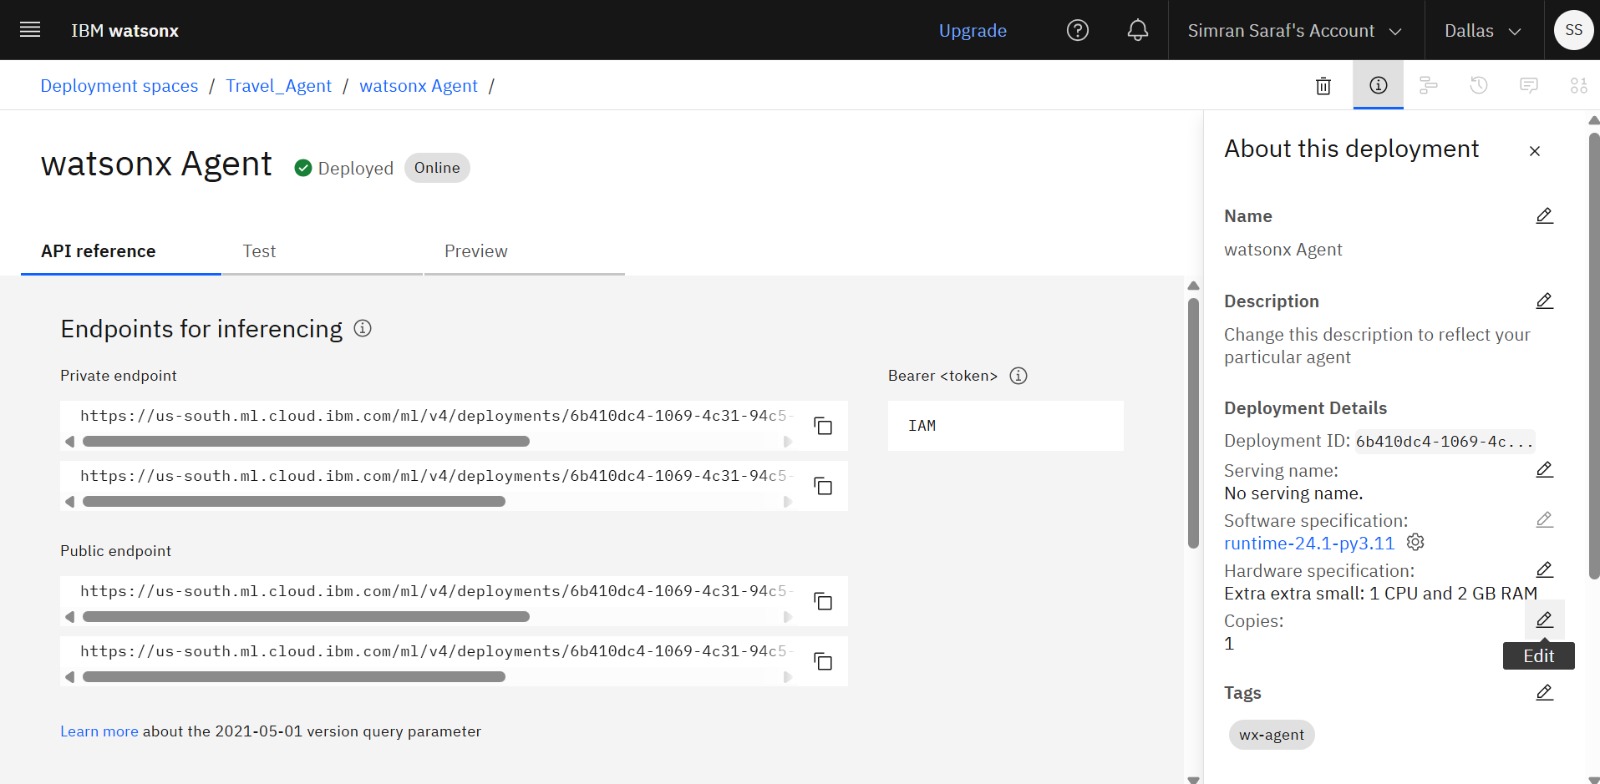 IBM watsonx
Upgrade
Simran Saraf's Account
Dallas
SS
Deployment spaces / Travel_Agent / watsonx Agent /
watsonx Agent
Deployed
Online
API reference
Test
Preview
Endpoints for inferencing
Private endpoint
https://us-south.ml.cloud.ibm.com/ml/v4/deployments/6b410dc4-1069-4c31-94c5-
https://us-south.ml.cloud.ibm.com/ml/v4/deployments/6b410dc4-1069-4c31-94c5-
Public endpoint
https://us-south.ml.cloud.ibm.com/ml/v4/deployments/6b410dc4-1069-4c31-94c5-
https://us-south.ml.cloud.ibm.com/ml/v4/deployments/6b410dc4-1069-4c31-94c5-
Learn more about the 2021-05-01 version query parameter
Bearer <token>
IAM
About this deployment
Name
watsonx Agent
Description
Change this description to reflect your
particular agent
Deployment Details
Deployment ID: 6b410dc4-1069-4c...
Serving name:
No serving name.
Software specification:
runtime-24.1-py3.11
Hardware specification:
Extra extra small: 1 CPU and 2 GB RAM
Copies:
1
Edit
Tags
wx-agent